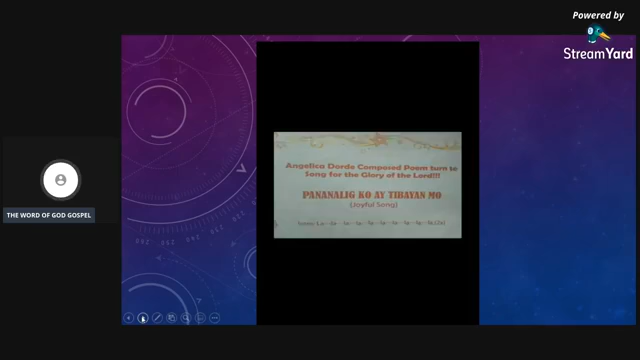 Powered by
StreamYard
THE WORD OF GOD GOSPEL
Angelica Dordo Composed Poem turn to
Song for the Glory of the Lord!!!
PANANALIG KO AY TIBAYAN MO
(Joyful Song)